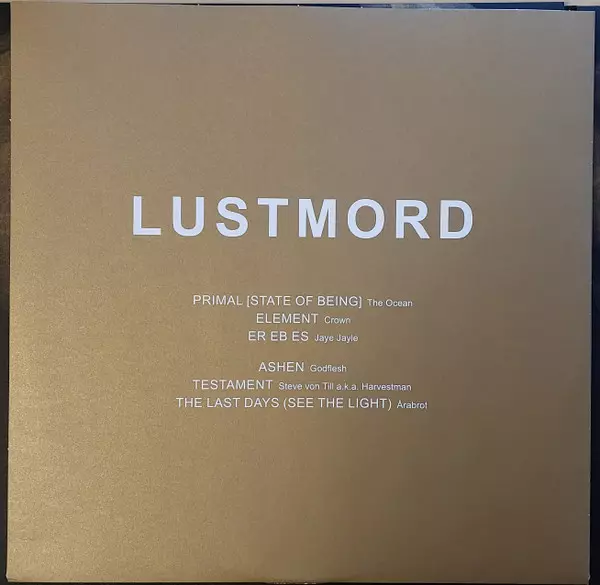 LUSTMORD
PRIMAL [STATE OF BEING] The Ocean
ELEMENT Crown
ER EB ES Jaye Jayle
ASHEN Godflesh
TESTAMENT Steve von Till a.k.a. Harvestman
THE LAST DAYS (SEE THE LIGHT) Årabrot